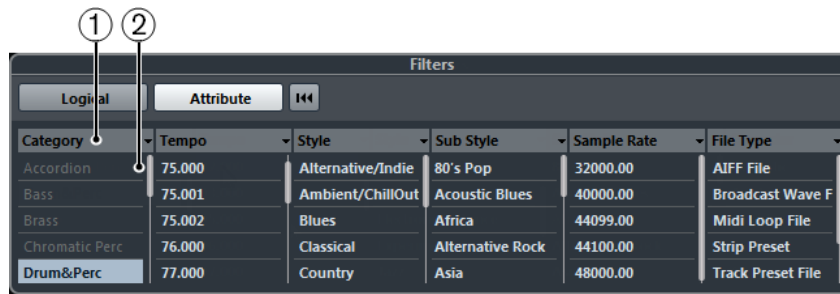 1 2
Filters
Logical Attribute
Category Tempo Style Sub Style Sample Rate File Type
Accordion 75.000 Alternative/Indie 80's Pop 32000.00 AIFF File
Bass 75.001 Ambient/ChillOut Acoustic Blues 40000.00 Broadcast Wave F
Brass 75.002 Blues Africa 44099.00 Midi Loop File
Chromatic Perc 76.000 Classical Alternative Rock 44100.00 Strip Preset
Drum&Perc 77.000 Country Asia 48000.00 Track Preset File